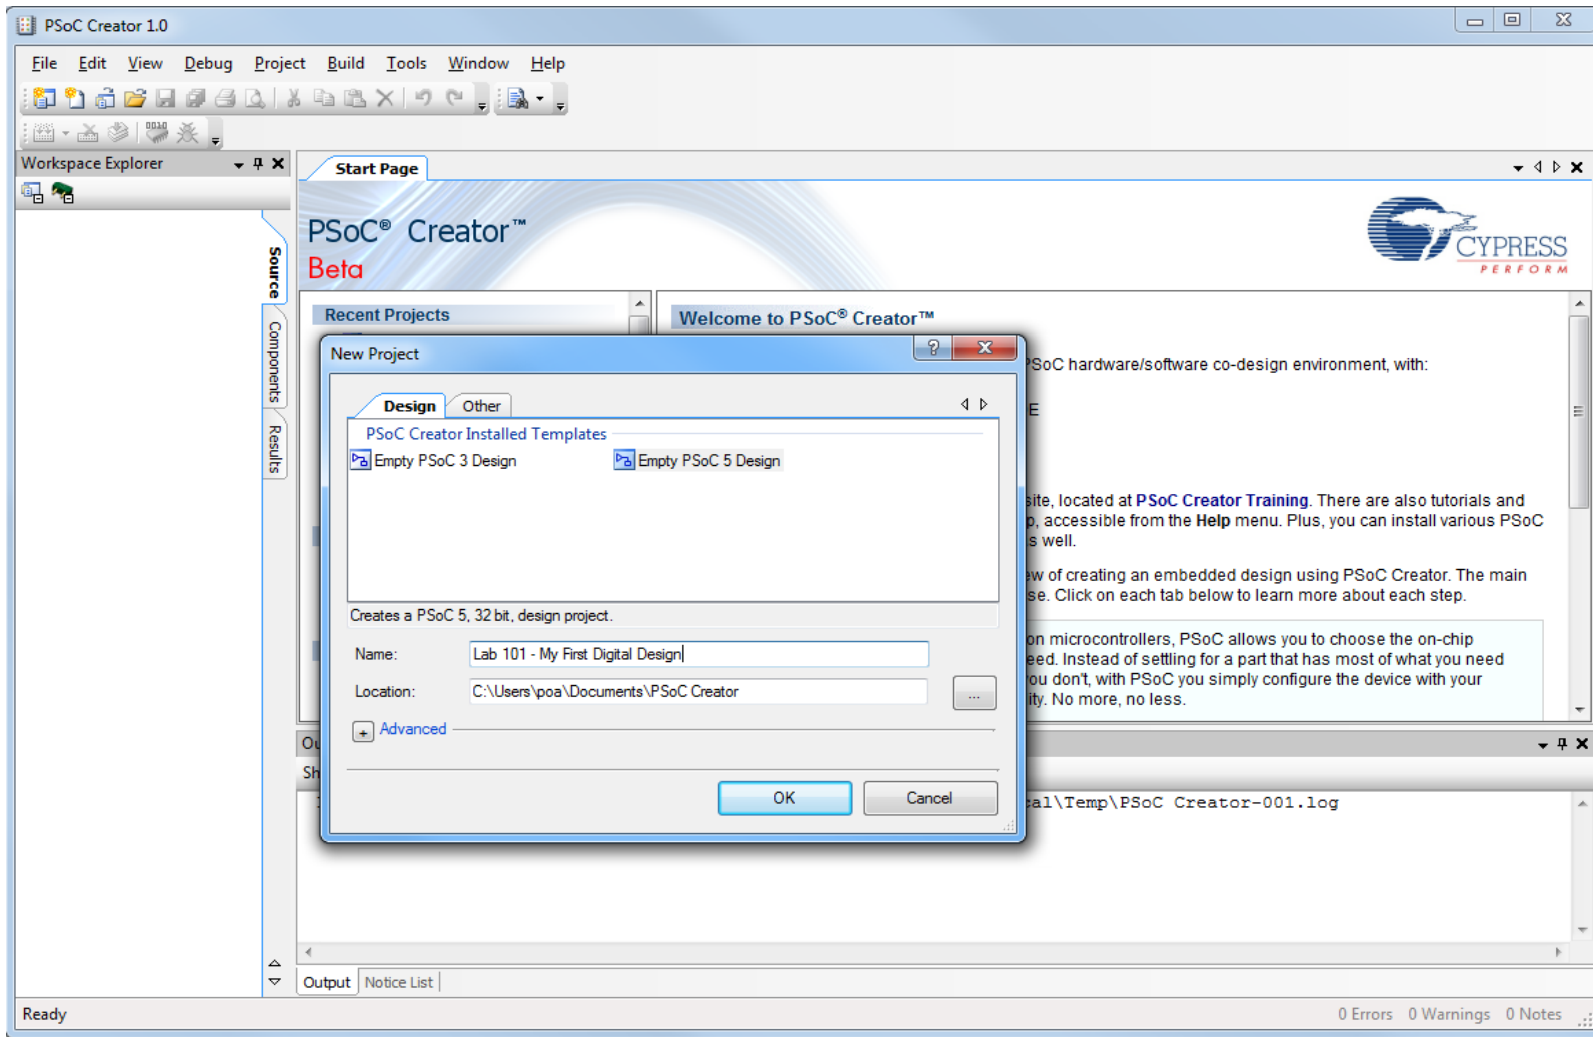 PSoC Creator 1.0
File Edit View Debug Project Build Tools Window Help
Workspace Explorer
Start Page
Source
Components
Results
PSoC® Creator™
Beta
CYPRESS
PERFORM
Recent Projects
Welcome to PSoC® Creator™
PSoC hardware/software co-design environment, with:
E
site, located at PSoC Creator Training. There are also tutorials and
p, accessible from the Help menu. Plus, you can install various PSoC
s well.
ew of creating an embedded design using PSoC Creator. The main
se. Click on each tab below to learn more about each step.
on microcontrollers, PSoC allows you to choose the on-chip
eed. Instead of settling for a part that has most of what you need
you don't, with PSoC you simply configure the device with your
ity. No more, no less.
New Project
Design Other
PSoC Creator Installed Templates
Empty PSoC 3 Design
Empty PSoC 5 Design
Creates a PSoC 5, 32 bit, design project.
Name: Lab 101 - My First Digital Design
Location: C:\Users\poa\Documents\PSoC Creator
...
Advanced
OK
Cancel
Ou
Sh
cal\Temp\PSoC Creator-001.log
Output Notice List
Ready
0 Errors 0 Warnings 0 Notes